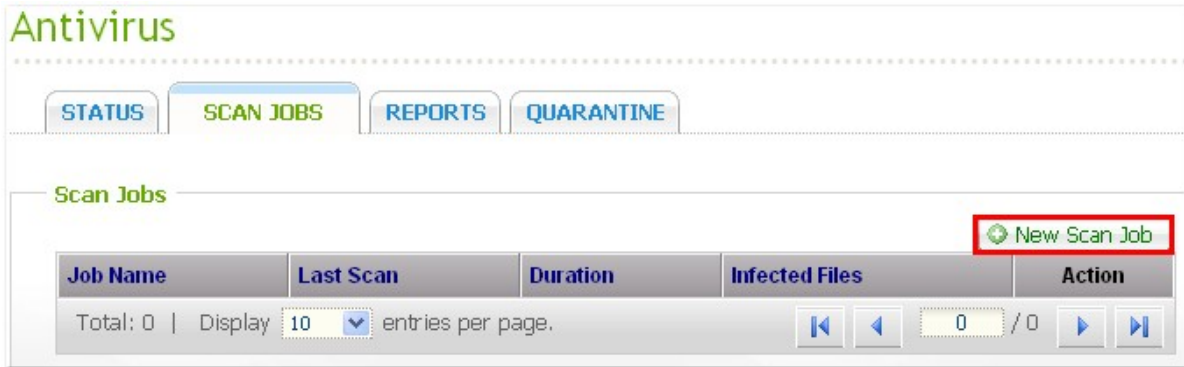 Antivirus
STATUS SCAN JOBS REPORTS QUARANTINE
Scan Jobs
New Scan Job
Job Name Last Scan Duration Infected Files Action
Total: 0 | Display 10 entries per page. 0 / 0